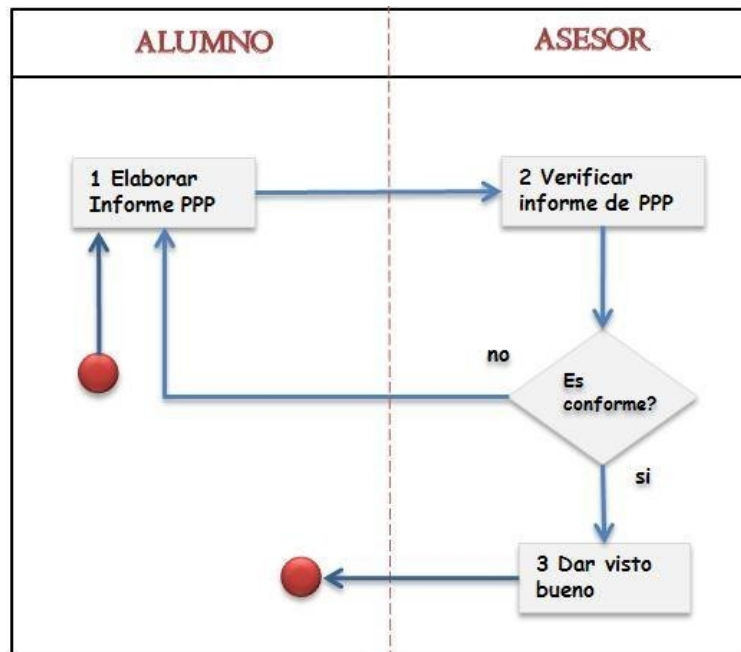 ALUMNO
ASESOR
1 Elaborar
Informe PPP
2 Verificar
informe de PPP
no
Es
conforme?
si
3 Dar visto
bueno